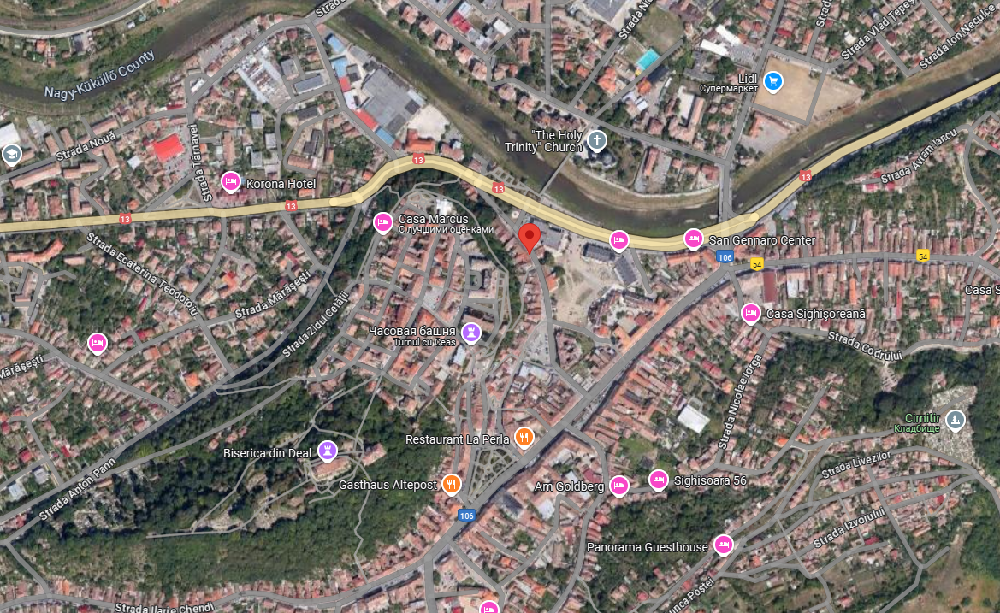 Strada
Strada
Strada Vlad Țepeș
Strada Ion Neculce
Nagy-Küküllő County
Lidl
Супермаркет
Strada Nouă
"The Holy
Trinity" Church
Strada Târnavei
Strada Avram Iancu
Korona Hotel
13
13
13
13
13
Casa Marcus
С лучшими оценками
San Gennaro Center
106
54
54
Strada Ecaterina Teodoroiu
Strada Mărășești
Strada Zidul Cetății
Casa Sighișoreană
Casa S
Часовая башня
Turnul cu Ceas
Strada Codrului
Mărășești
Strada Nicolae Iorga
Cimitir
Кладбище
Restaurant La Perla
Biserica din Deal
Strada Livezilor
Strada Anton Pann
Gasthaus Altepost
Am Goldberg
Sighisoara 56
106
Strada Izvorului
Panorama Guesthouse
Strada Ilarie Chendi